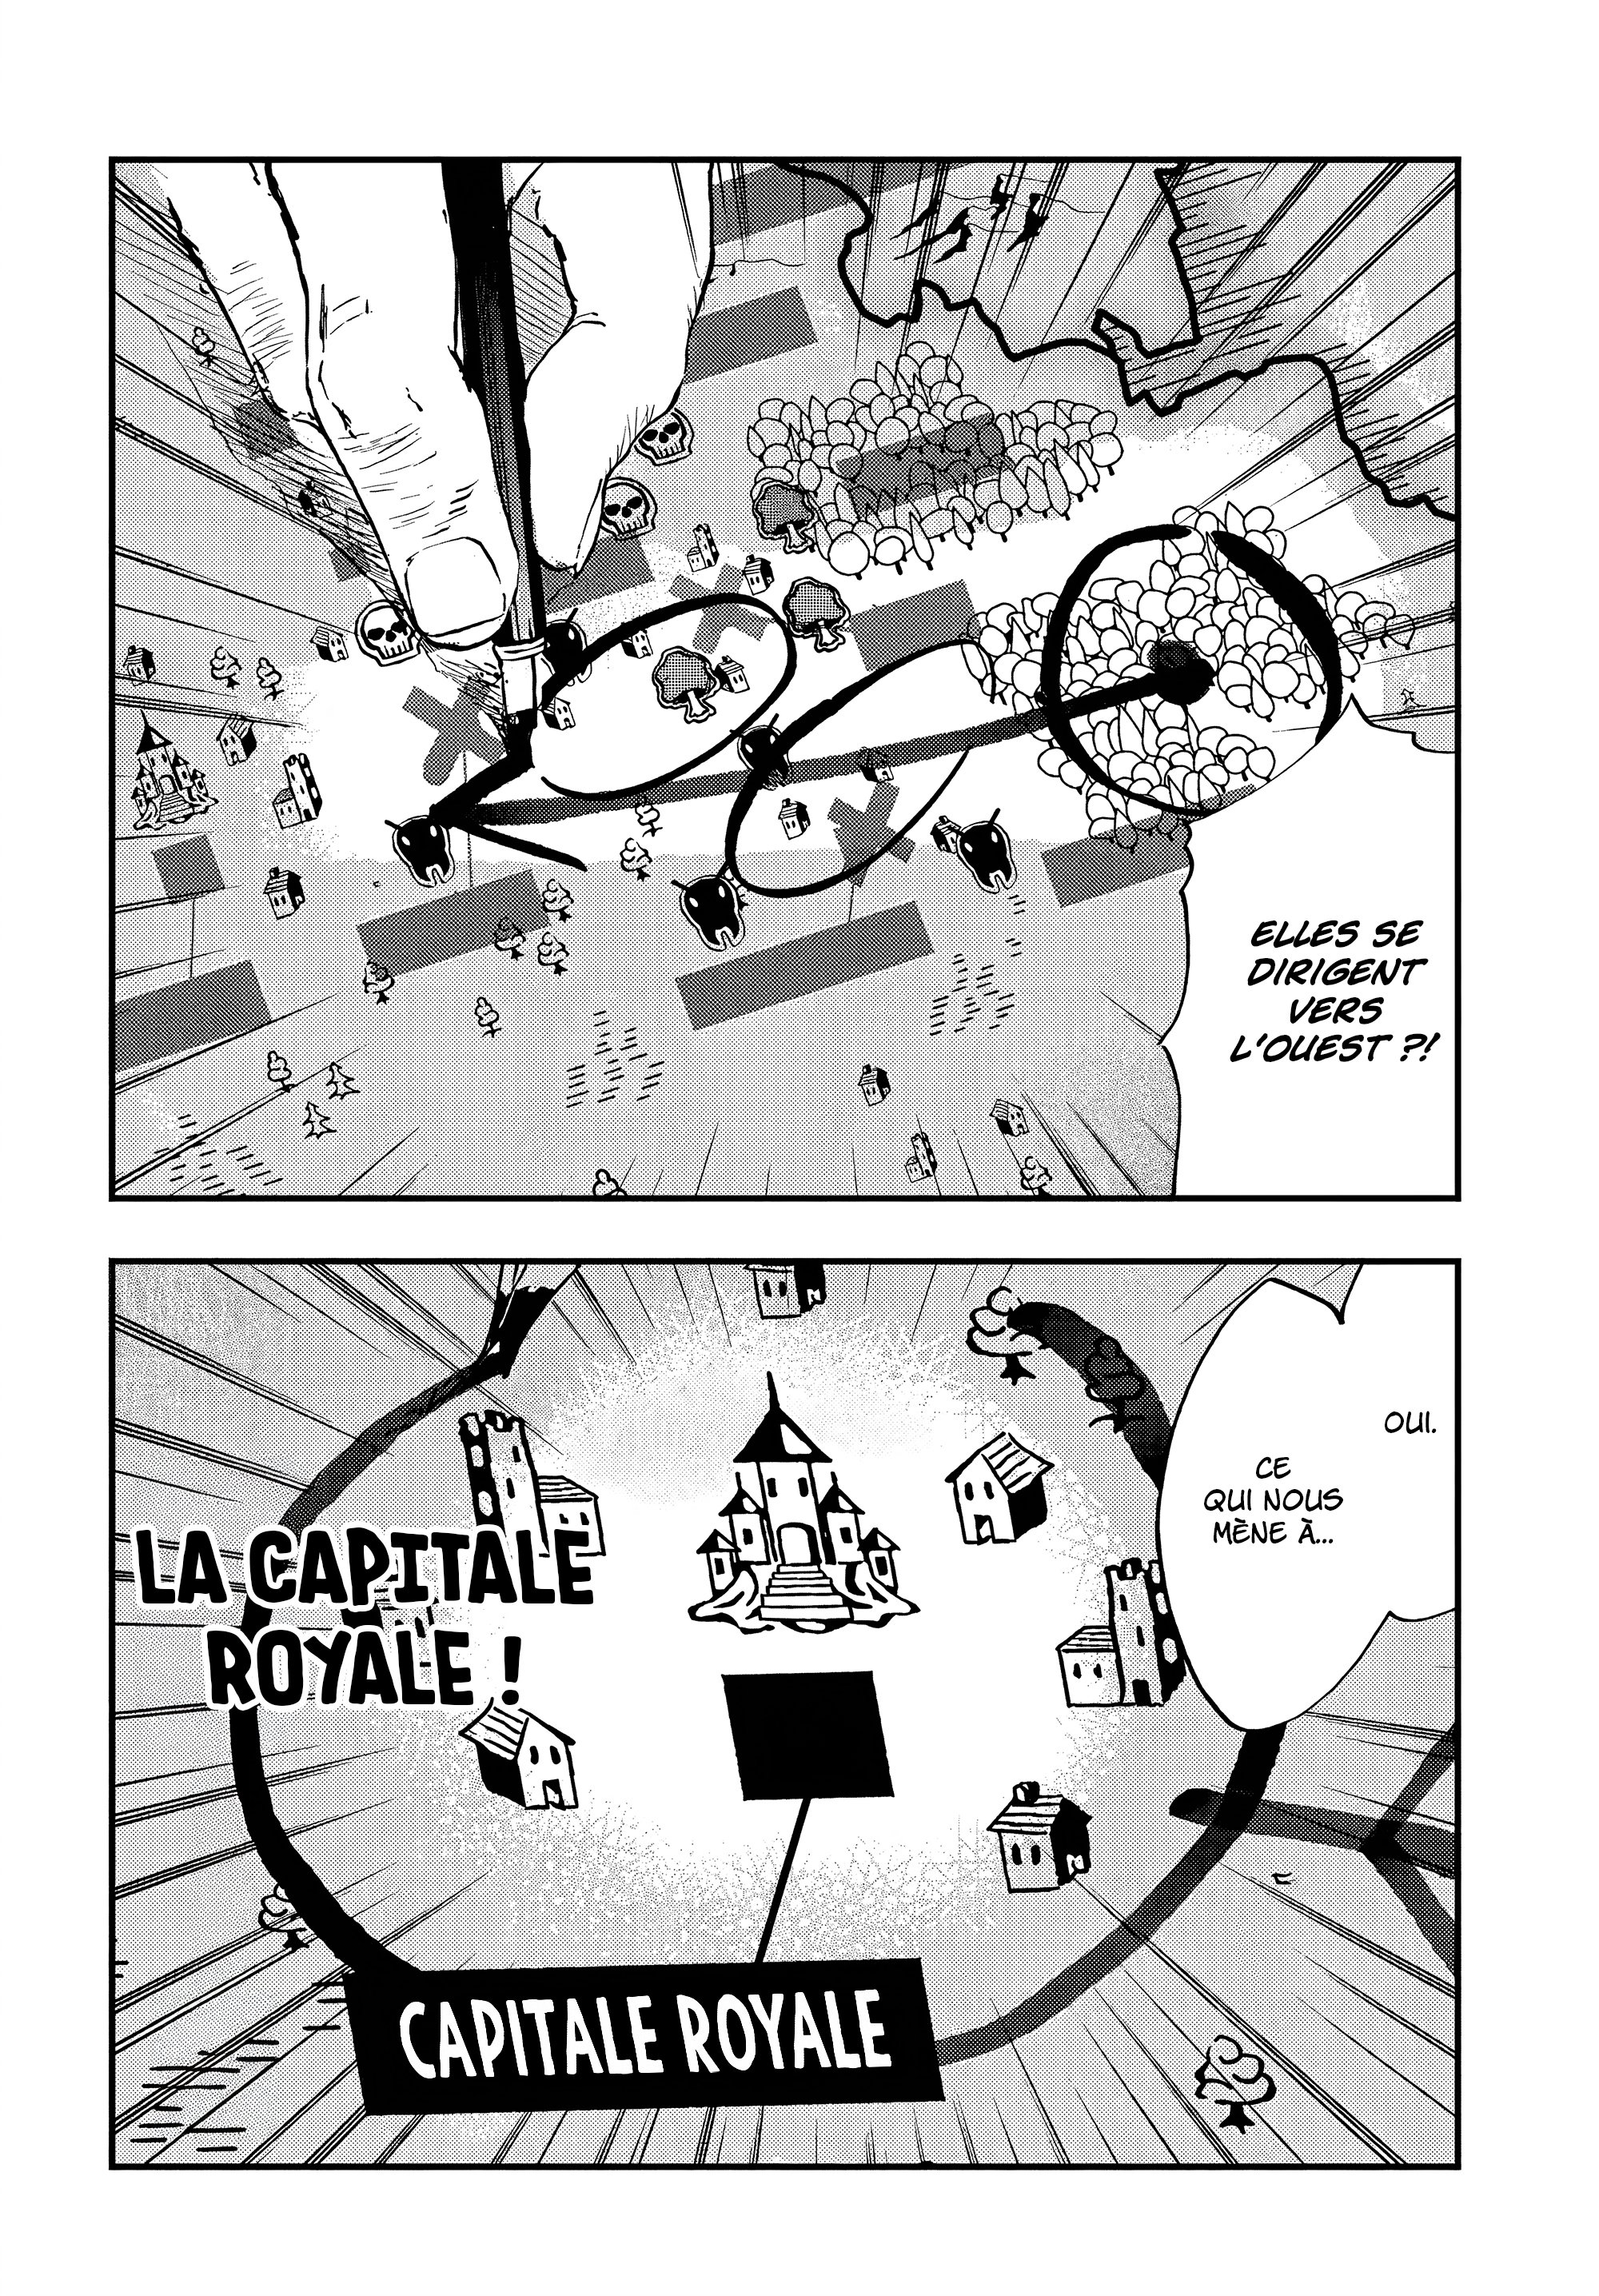 ELLES SE
DIRIGENT
VERS
L'OUEST ?!
OUI.
CE
QUI NOUS
MÈNE À...
LA CAPITALE
ROYALE !
CAPITALE ROYALE